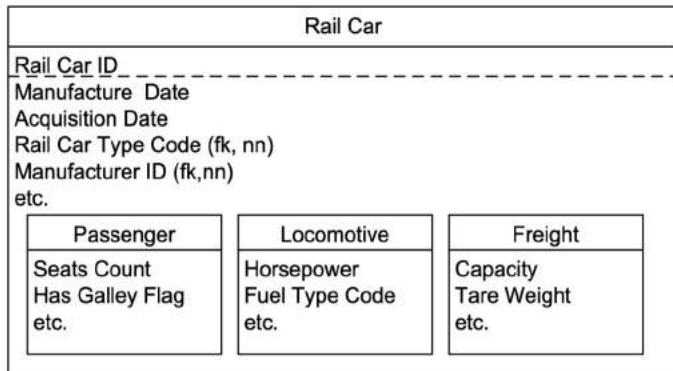 Rail Car
Rail Car ID
Manufacture Date
Acquisition Date
Rail Car Type Code (fk, nn)
Manufacturer ID (fk,nn)
etc.
Passenger
Seats Count
Has Galley Flag
etc.
Locomotive
Horsepower
Fuel Type Code
etc.
Freight
Capacity
Tare Weight
etc.